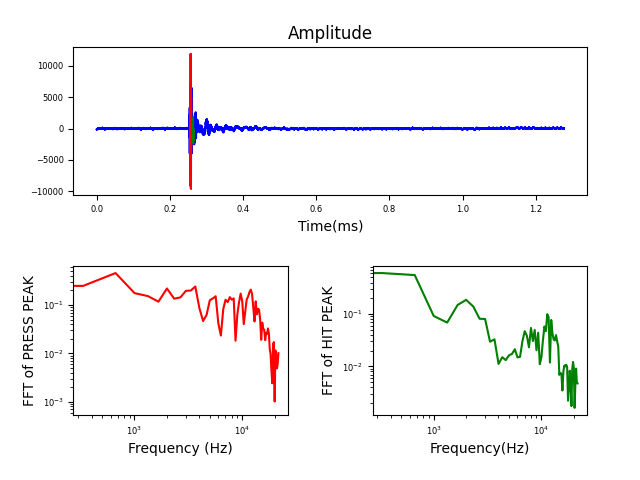 Amplitude
10000
5000
0
−5000
−10000
0.0 0.2 0.4 0.6 0.8 1.0 1.2
Time(ms)
FFT of PRESS PEAK
10⁻¹
10⁻²
10⁻³
10³ 10⁴
Frequency (Hz)
FFT of HIT PEAK
10⁻¹
10⁻²
10³ 10⁴
Frequency(Hz)